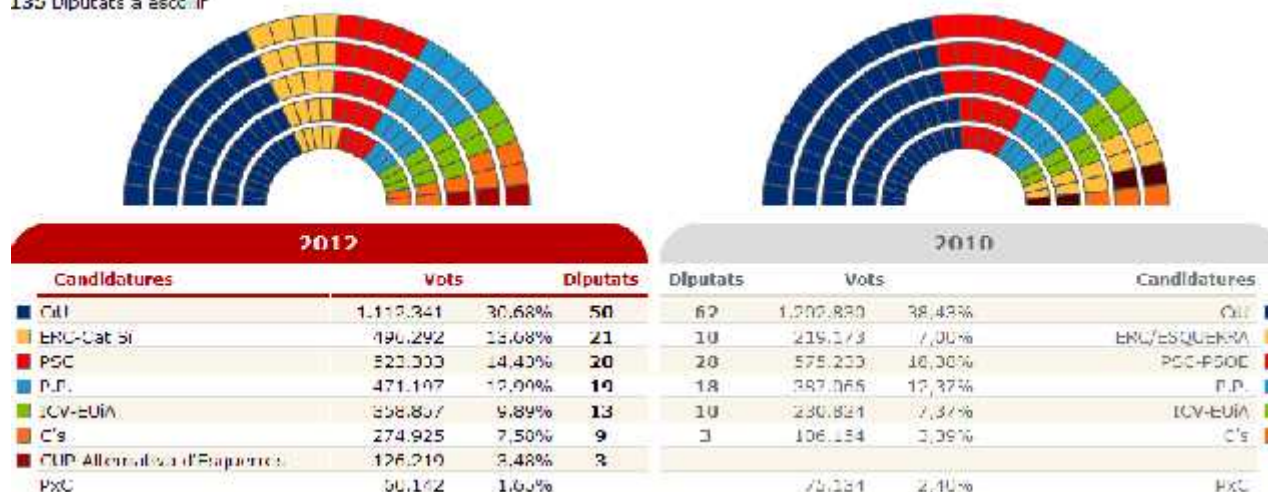 135 Diputats a escollir
2012 2010
Candidatures Vots Diputats Diputats Vots Candidatures
CiU 1.112.341 30.68% 50 62 1.202.830 38,43% CiU
ERC-Cat Sí 496.292 13.68% 21 10 219.173 7,00% ERC/ESQUERRA
PSC 523.333 14,43% 20 28 575.233 18,38% PSC-PSOE
P.P. 471.197 12,99% 19 18 387.066 12,37% P.P.
ICV-EUiA 358.857 9.89% 13 10 230.824 7,37% ICV-EUiA
C's 274.925 7,58% 9 3 106.154 3,39% C's
CUP-Alternativa d'Esquerres 126.219 3.48% 3
PxC 60.142 1.65% 75.134 2,40% PxC